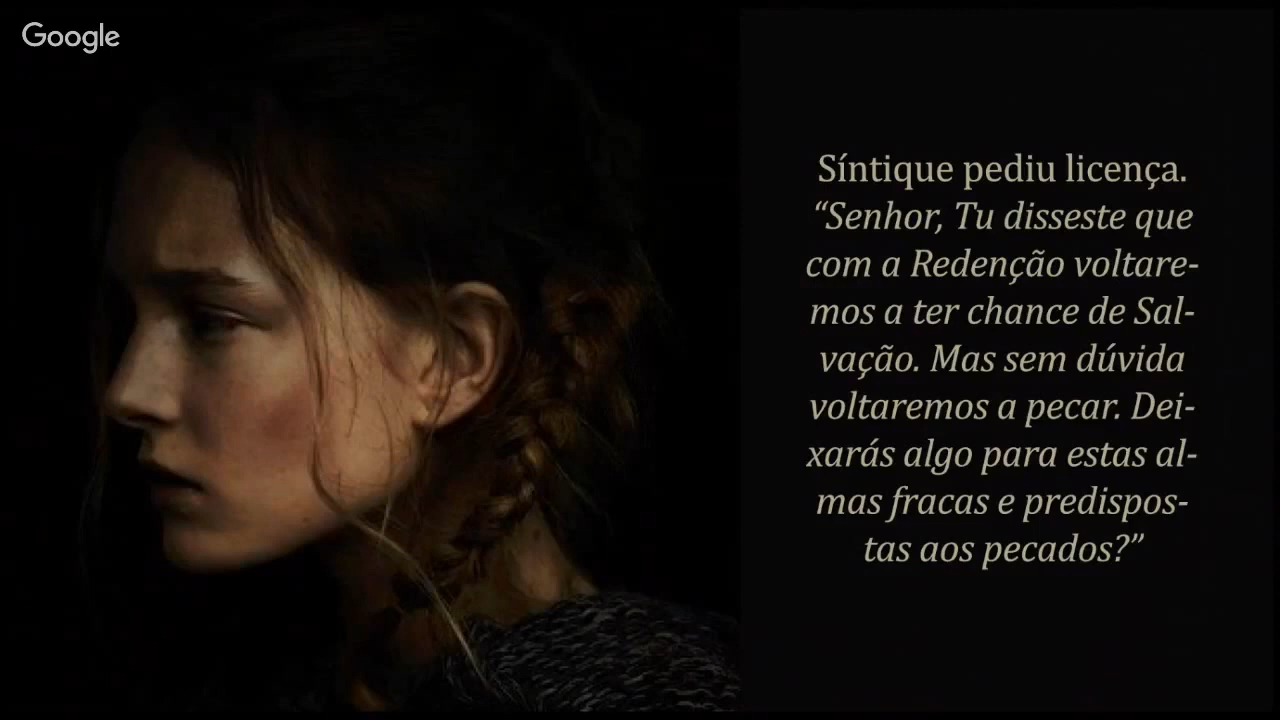 Google
Síntique pediu licença.
“Senhor, Tu disseste que
com a Redenção voltare-
mos a ter chance de Sal-
vação. Mas sem dúvida
voltaremos a pecar. Dei-
xarás algo para estas al-
mas fracas e predispos-
tas aos pecados?”